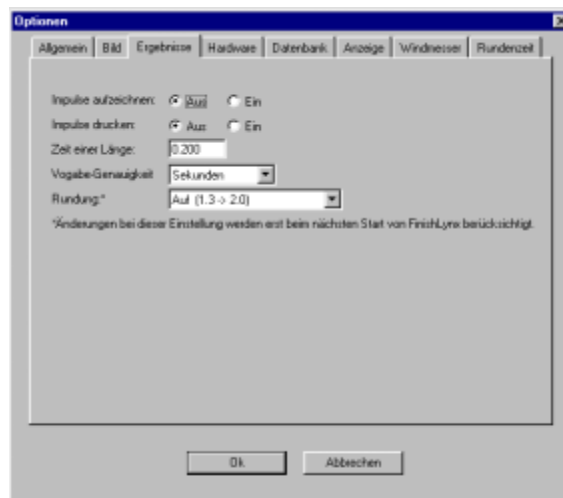 Optionen
Allgemein Bild Ergebnisse Hardware Datenbank Anzeige Windmesser Rundenzeit
Impulse aufzeichnen: Aus Ein
Impulse drucken: Aus Ein
Zeit einer Länge: 0.200
Vogabe-Genauigkeit Sekunden
Rundung:* Auf (1.3 -> 2.0)
*Änderungen bei dieser Einstellung werden erst beim nächsten Start von FinishLynx berücksichtigt.
Ok Abbrechen